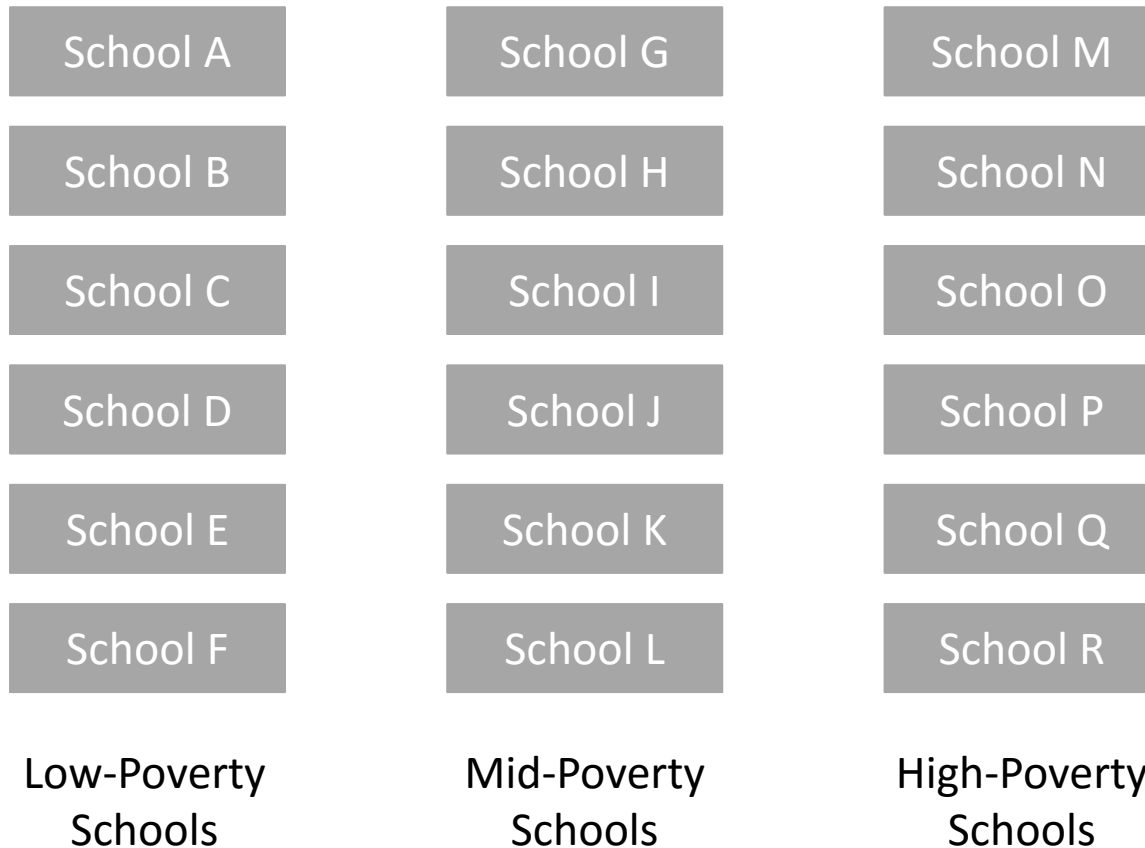 School A
School B
School C
School D
School E
School F
Low-Poverty
Schools
School G
School H
School I
School J
School K
School L
Mid-Poverty
Schools
School M
School N
School O
School P
School Q
School R
High-Poverty
Schools